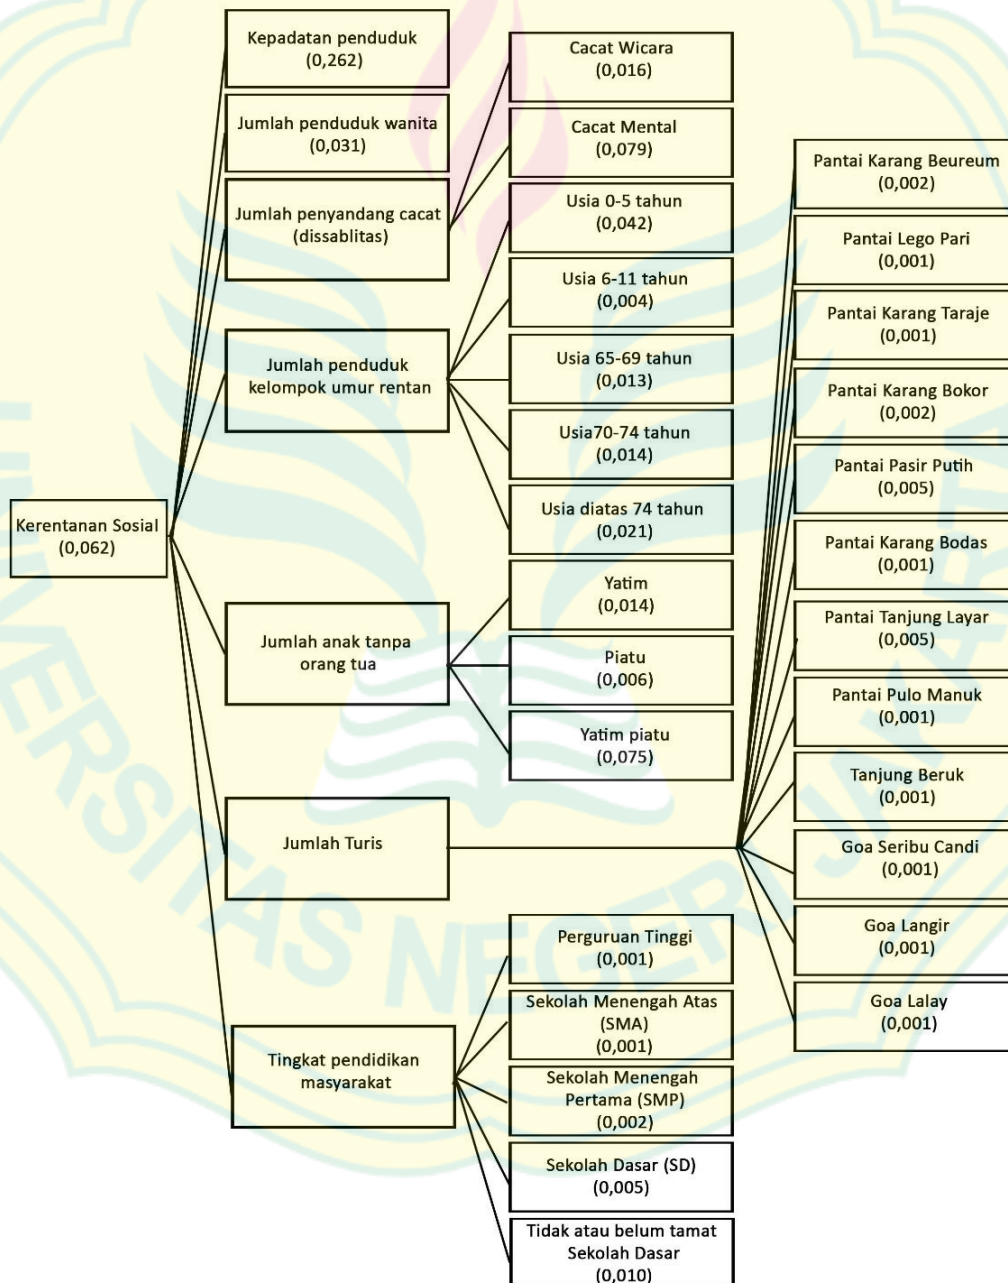 Kepadatan penduduk
(0,262)
Jumlah penduduk wanita
(0,031)
Jumlah penyandang cacat
(dissablitas)
Jumlah penduduk
kelompok umur rentan
Kerentanan Sosial
(0,062)
Jumlah anak tanpa
orang tua
Jumlah Turis
Tingkat pendidikan
masyarakat
Cacat Wicara
(0,016)
Cacat Mental
(0,079)
Usia 0-5 tahun
(0,042)
Usia 6-11 tahun
(0,004)
Usia 65-69 tahun
(0,013)
Usia70-74 tahun
(0,014)
Usia diatas 74 tahun
(0,021)
Yatim
(0,014)
Piatu
(0,006)
Yatim piatu
(0,075)
Perguruan Tinggi
(0,001)
Sekolah Menengah Atas
(SMA)
(0,001)
Sekolah Menengah
Pertama (SMP)
(0,002)
Sekolah Dasar (SD)
(0,005)
Tidak atau belum tamat
Sekolah Dasar
(0,010)
Pantai Karang Beureum
(0,002)
Pantai Lego Pari
(0,001)
Pantai Karang Taraje
(0,001)
Pantai Karang Bokor
(0,002)
Pantai Pasir Putih
(0,005)
Pantai Karang Bodas
(0,001)
Pantai Tanjung Layar
(0,005)
Pantai Pulo Manuk
(0,001)
Tanjung Beruk
(0,001)
Goa Seribu Candi
(0,001)
Goa Langir
(0,001)
Goa Lalay
(0,001)
UNIVERSITAS NEGERI JAKARTA